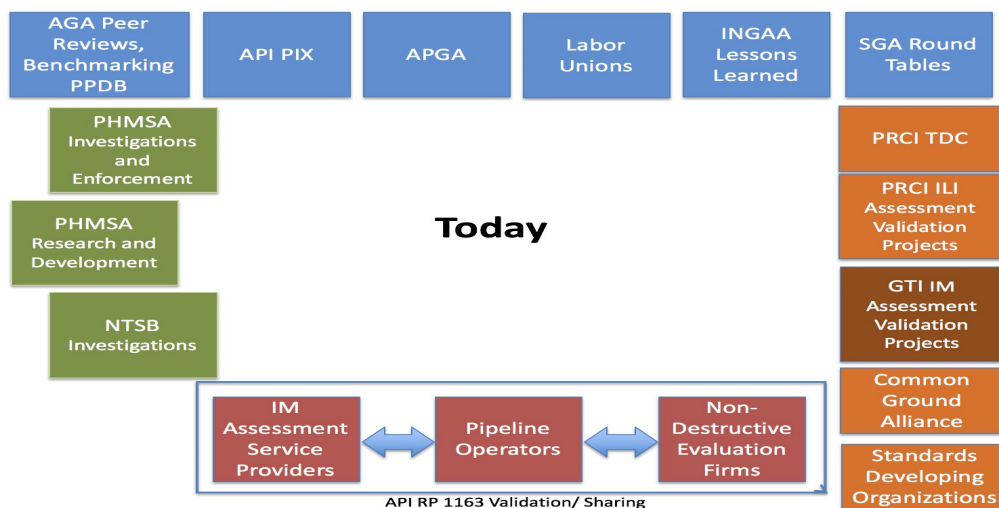 AGA Peer
Reviews,
Benchmarking
PPDB
API PIX
APGA
Labor
Unions
INGAA
Lessons
Learned
SGA Round
Tables
PHMSA
Investigations
and
Enforcement
PHMSA
Research and
Development
NTSB
Investigations
Today
PRCI TDC
PRCI ILI
Assessment
Validation
Projects
GTI IM
Assessment
Validation
Projects
Common
Ground
Alliance
Standards
Developing
Organizations
IM
Assessment
Service
Providers
Pipeline
Operators
Non-
Destructive
Evaluation
Firms
API RP 1163 Validation/ Sharing